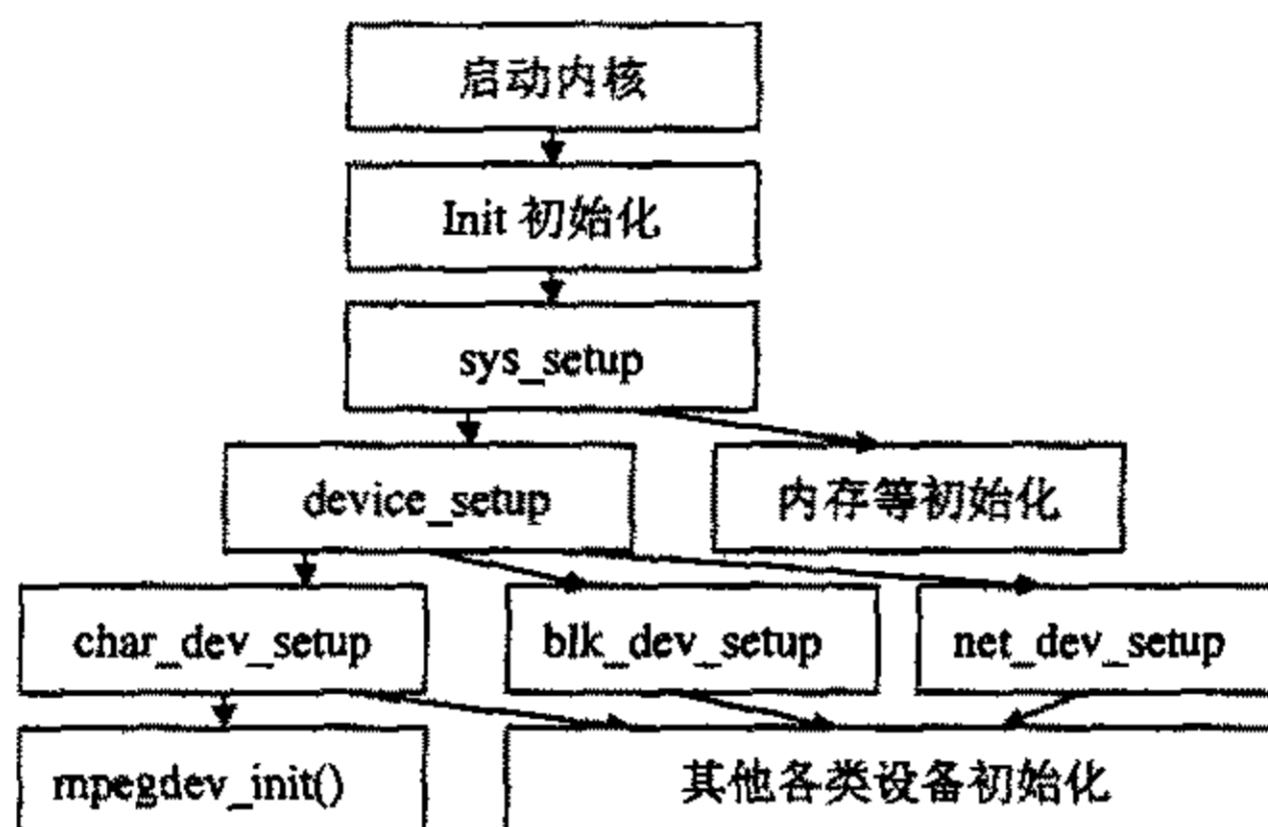 启动内核
Init 初始化
sys_setup
device_setup
内存等初始化
char_dev_setup
blk_dev_setup
net_dev_setup
mpegdev_init()
其他各类设备初始化